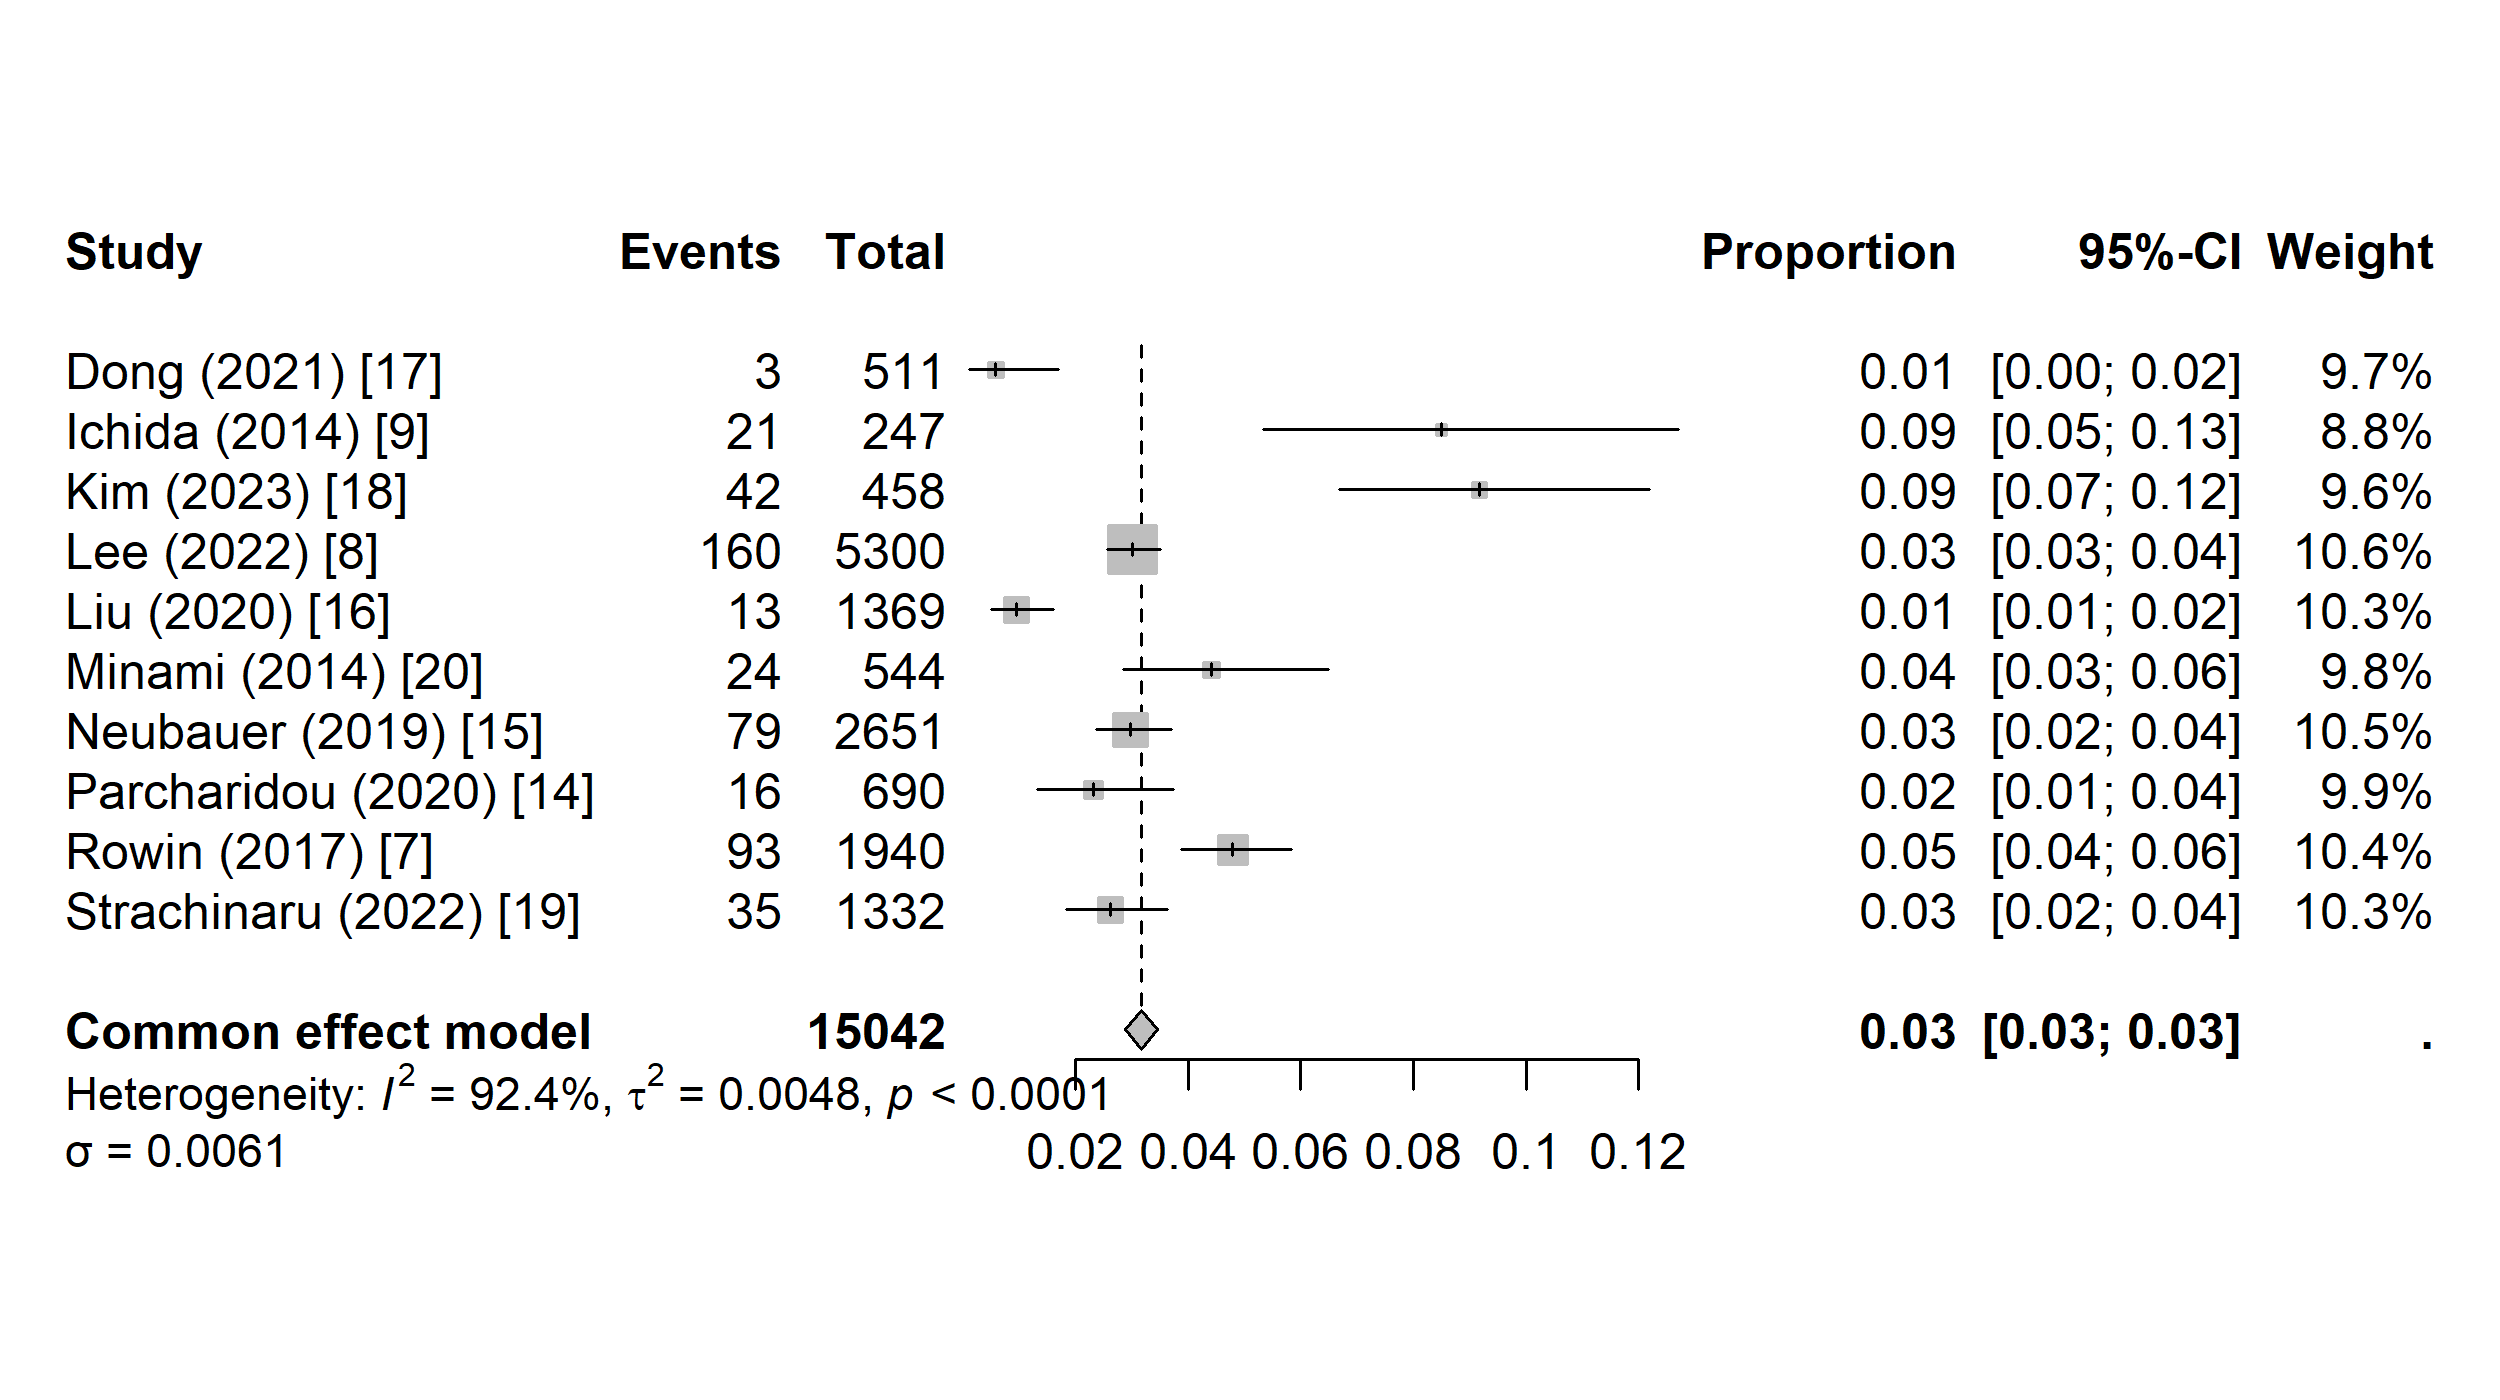 Study Events Total Proportion 95%-CI Weight
Dong (2021) [17] 3 511 0.01 [0.00; 0.02] 9.7%
Ichida (2014) [9] 21 247 0.09 [0.05; 0.13] 8.8%
Kim (2023) [18] 42 458 0.09 [0.07; 0.12] 9.6%
Lee (2022) [8] 160 5300 0.03 [0.03; 0.04] 10.6%
Liu (2020) [16] 13 1369 0.01 [0.01; 0.02] 10.3%
Minami (2014) [20] 24 544 0.04 [0.03; 0.06] 9.8%
Neubauer (2019) [15] 79 2651 0.03 [0.02; 0.04] 10.5%
Parcharidou (2020) [14] 16 690 0.02 [0.01; 0.04] 9.9%
Rowin (2017) [7] 93 1940 0.05 [0.04; 0.06] 10.4%
Strachinaru (2022) [19] 35 1332 0.03 [0.02; 0.04] 10.3%
Common effect model 15042 0.03 [0.03; 0.03] .
Heterogeneity: I² = 92.4%, τ² = 0.0048, p < 0.0001
σ = 0.0061 0.02 0.04 0.06 0.08 0.1 0.12